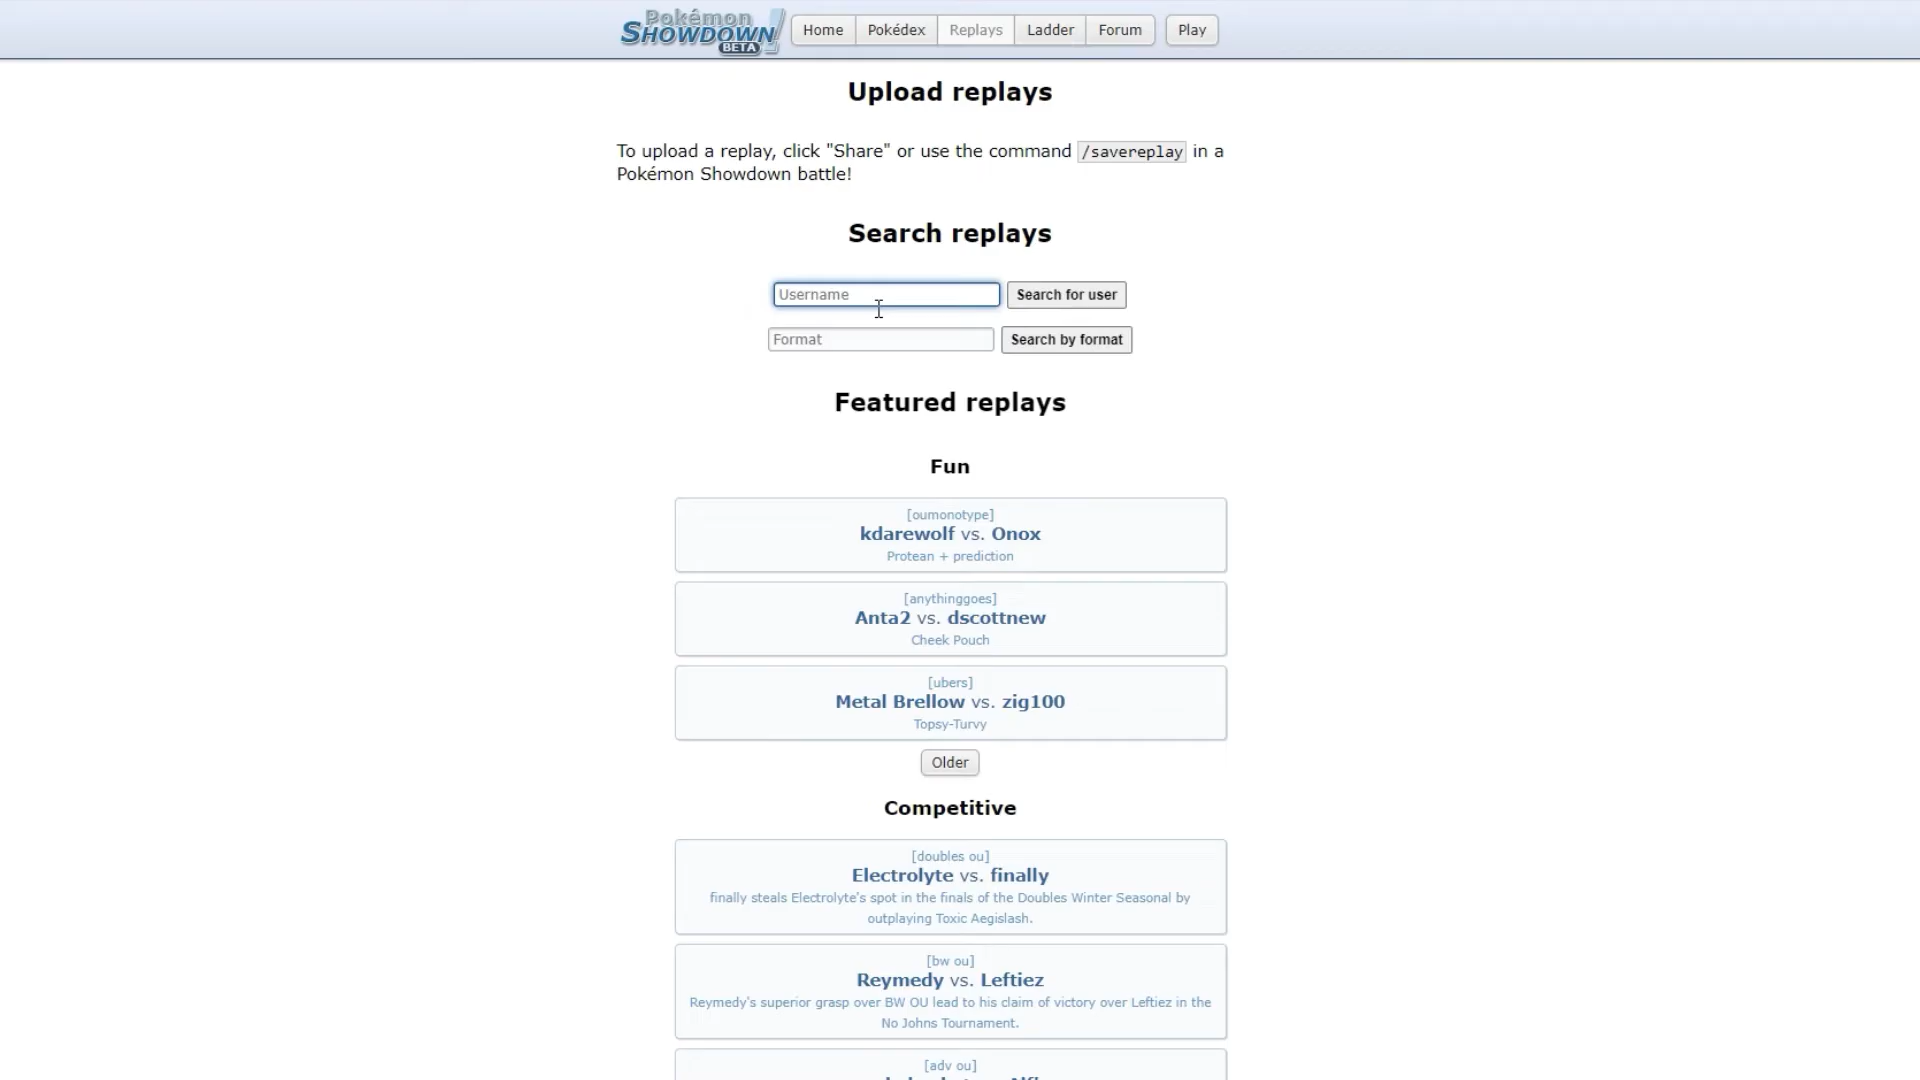 Pokémon
SHOWDOWN!
BETA
Home
Pokédex
Replays
Ladder
Forum
Play
Upload replays
To upload a replay, click "Share" or use the command /savereplay in a
Pokémon Showdown battle!
Search replays
Username
Search for user
Format
Search by format
Featured replays
Fun
[oumonotype]
kdarewolf vs. Onox
Protean + prediction
[anythinggoes]
Anta2 vs. dscottnew
Cheek Pouch
[ubers]
Metal Brellow vs. zig100
Topsy-Turvy
Older
Competitive
[doubles ou]
Electrolyte vs. finally
finally steals Electrolyte's spot in the finals of the Doubles Winter Seasonal by
outplaying Toxic Aegislash.
[bw ou]
Reymedy vs. Leftiez
Reymedy's superior grasp over BW OU lead to his claim of victory over Leftiez in the
No Johns Tournament.
[adv ou]